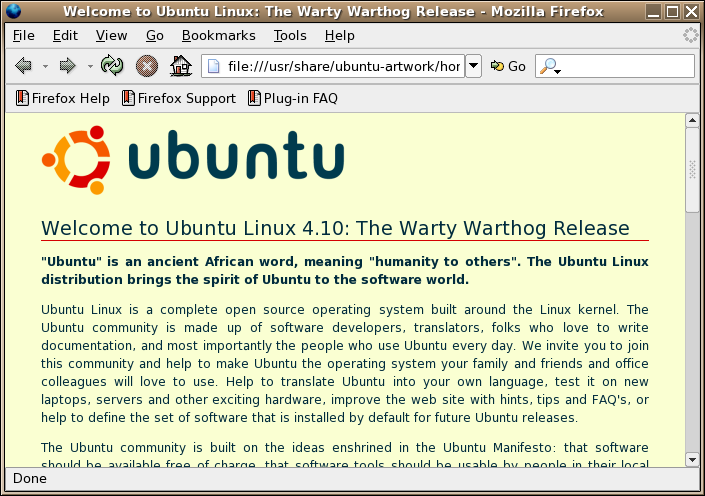 Welcome to Ubuntu Linux: The Warty Warthog Release - Mozilla Firefox
File Edit View Go Bookmarks Tools Help
file:///usr/share/ubuntu-artwork/hor Go
Firefox Help Firefox Support Plug-in FAQ
ubuntu
Welcome to Ubuntu Linux 4.10: The Warty Warthog Release
"Ubuntu" is an ancient African word, meaning "humanity to others". The Ubuntu Linux
distribution brings the spirit of Ubuntu to the software world.
Ubuntu Linux is a complete open source operating system built around the Linux kernel. The
Ubuntu community is made up of software developers, translators, folks who love to write
documentation, and most importantly the people who use Ubuntu every day. We invite you to join
this community and help to make Ubuntu the operating system your family and friends and office
colleagues will love to use. Help to translate Ubuntu into your own language, test it on new
laptops, servers and other exciting hardware, improve the web site with hints, tips and FAQ's, or
help to define the set of software that is installed by default for future Ubuntu releases.
The Ubuntu community is built on the ideas enshrined in the Ubuntu Manifesto: that software
should be available free of charge, that software tools should be usable by people in their local
Done